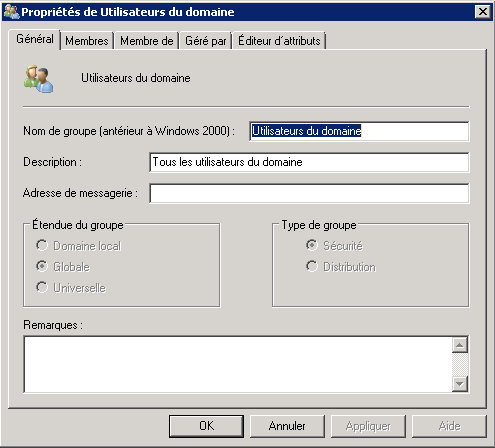 Propriétés de Utilisateurs du domaine
Général Membres Membre de Géré par Éditeur d'attributs
Utilisateurs du domaine
Nom de groupe (antérieur à Windows 2000) : Utilisateurs du domaine
Description : Tous les utilisateurs du domaine
Adresse de messagerie :
Étendue du groupe Type de groupe
Domaine local Sécurité
Globale Distribution
Universelle
Remarques :
OK Annuler Appliquer Aide